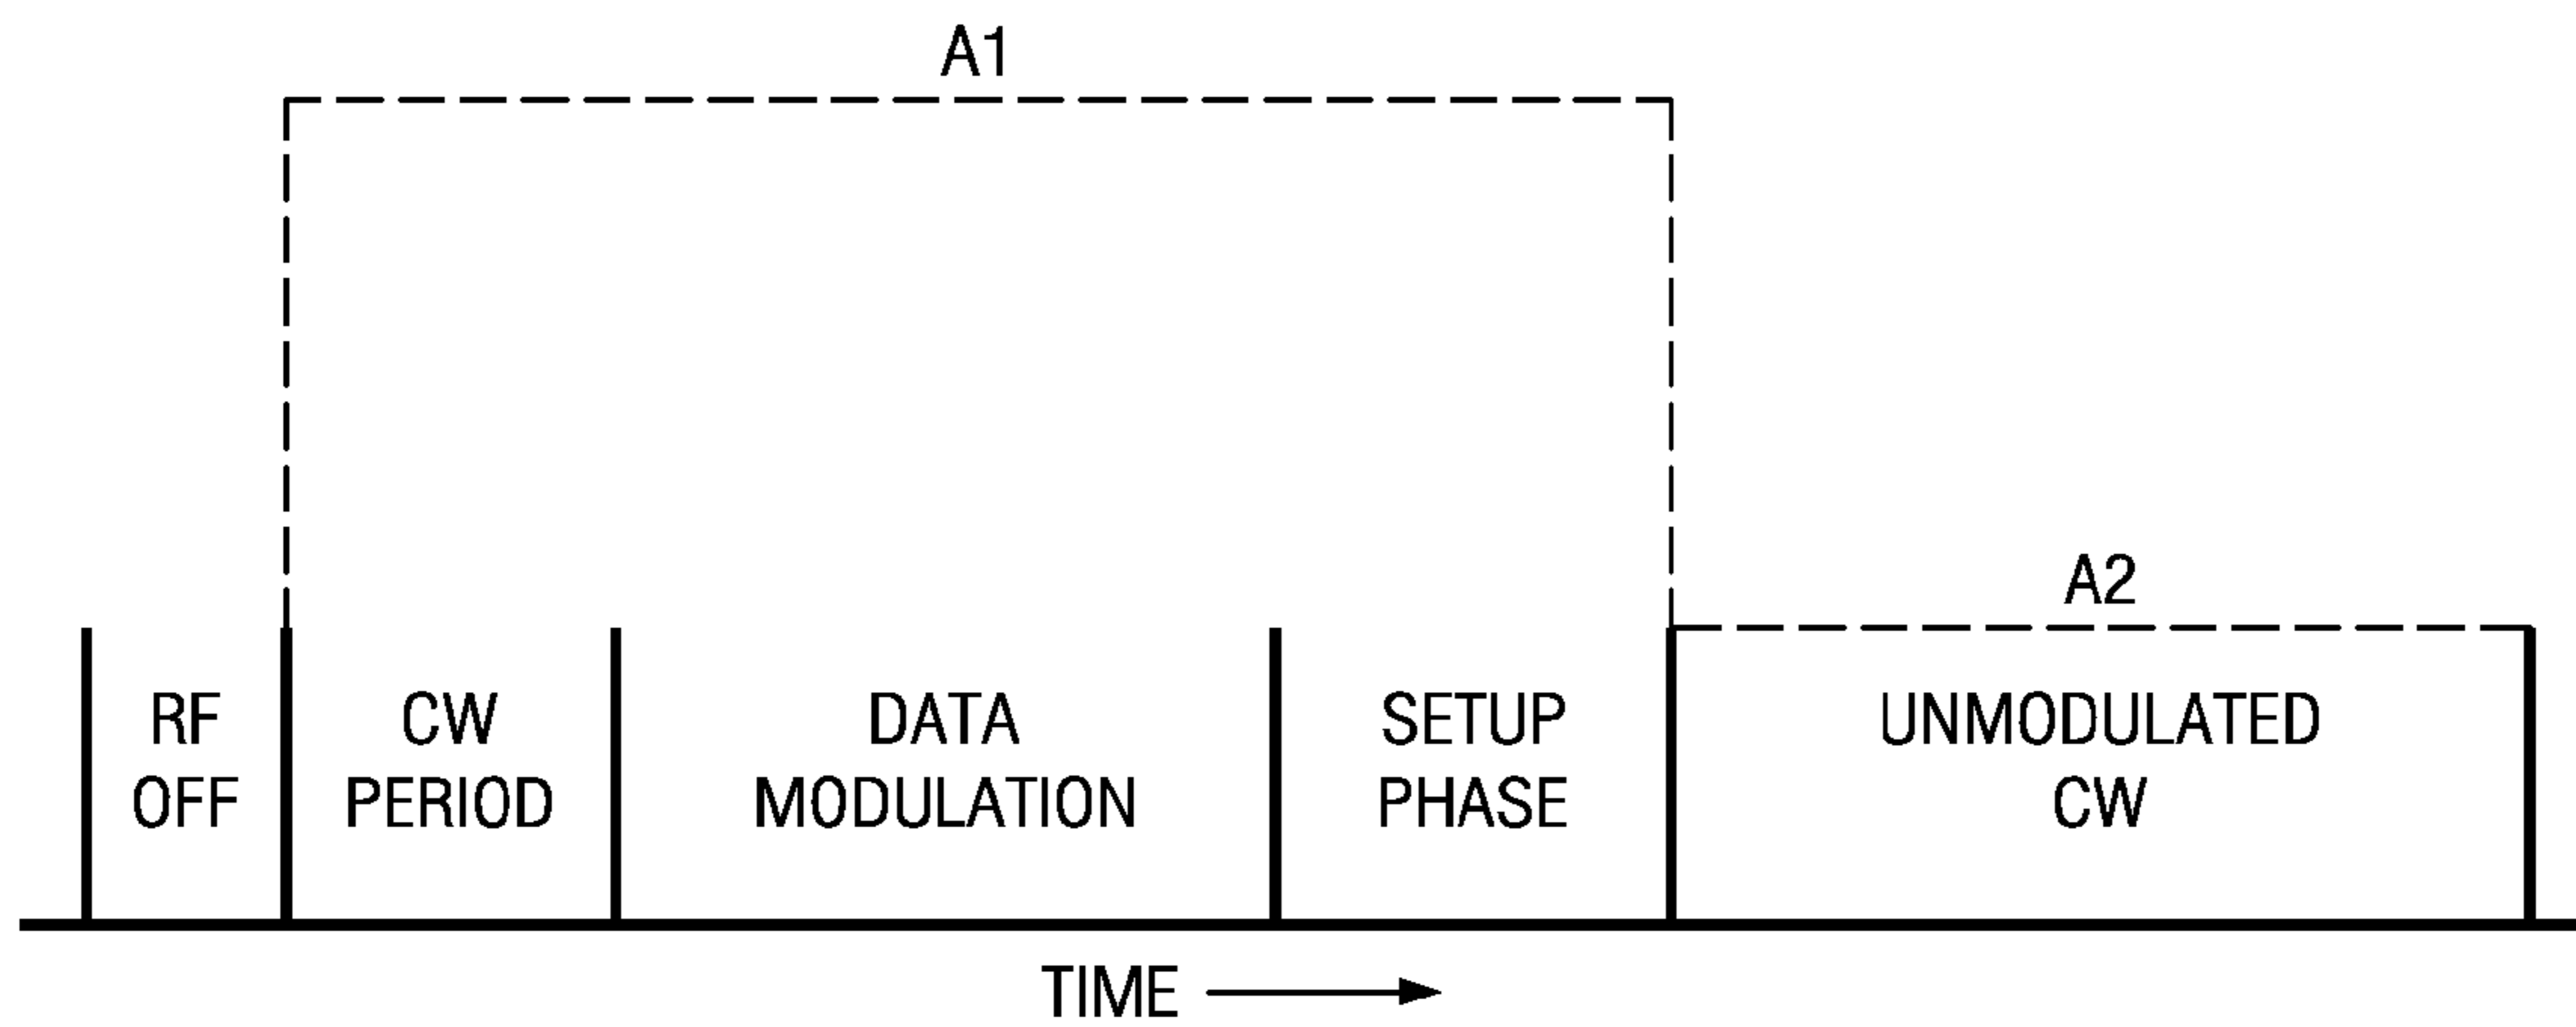 A1
A2
RF
OFF
CW
PERIOD
DATA
MODULATION
SETUP
PHASE
UNMODULATED
CW
TIME